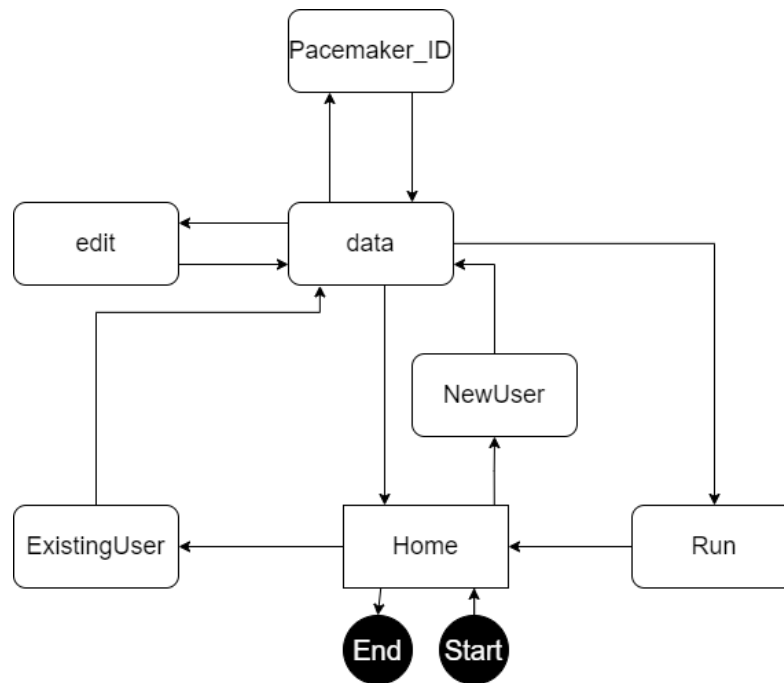 Pacemaker_ID
edit
data
NewUser
ExistingUser
Home
Run
End
Start